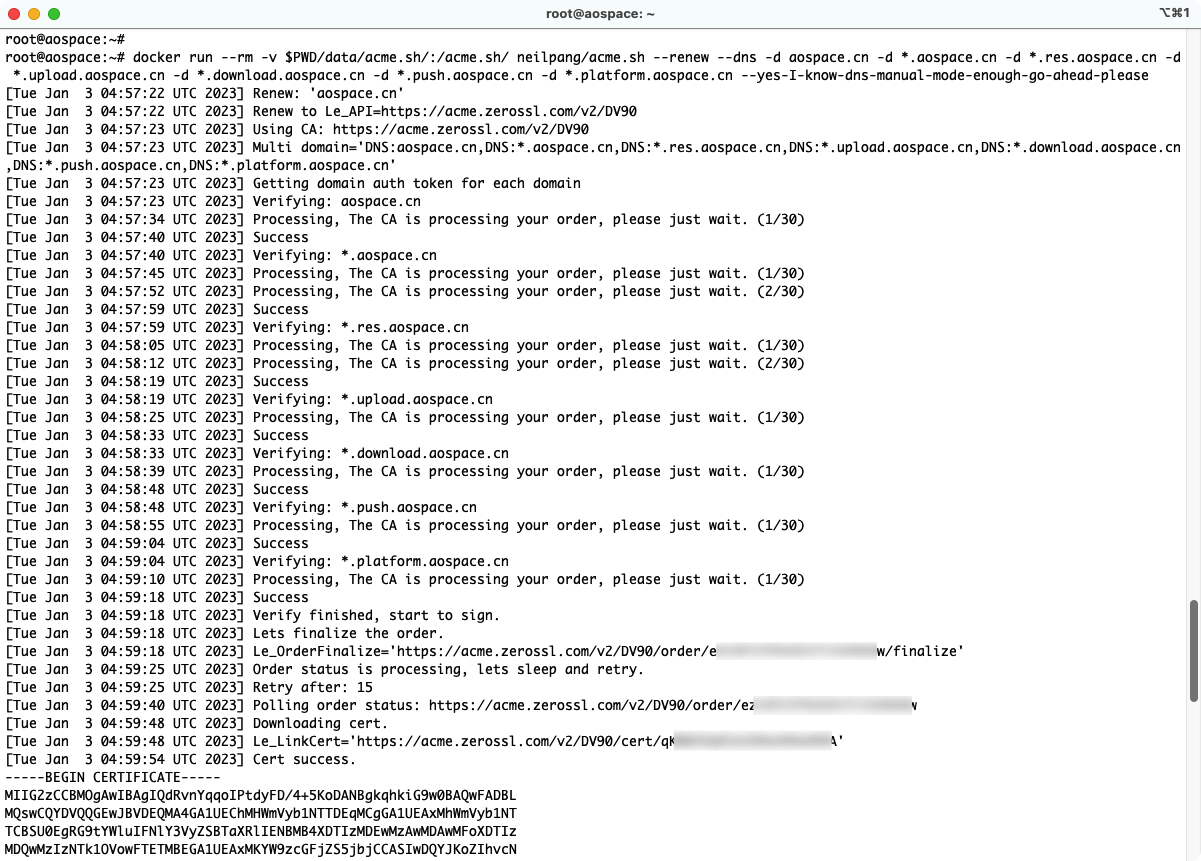 root@aospace: ~
⌥⌘1
root@aospace:~#
root@aospace:~# docker run --rm -v $PWD/data/acme.sh/:/acme.sh/ neilpang/acme.sh --renew --dns -d aospace.cn -d *.aospace.cn -d *.res.aospace.cn -d
*.upload.aospace.cn -d *.download.aospace.cn -d *.push.aospace.cn -d *.platform.aospace.cn --yes-I-know-dns-manual-mode-enough-go-ahead-please
[Tue Jan  3 04:57:22 UTC 2023] Renew: 'aospace.cn'
[Tue Jan  3 04:57:22 UTC 2023] Renew to Le_API=https://acme.zerossl.com/v2/DV90
[Tue Jan  3 04:57:23 UTC 2023] Using CA: https://acme.zerossl.com/v2/DV90
[Tue Jan  3 04:57:23 UTC 2023] Multi domain='DNS:aospace.cn,DNS:*.aospace.cn,DNS:*.res.aospace.cn,DNS:*.upload.aospace.cn,DNS:*.download.aospace.cn
,DNS:*.push.aospace.cn,DNS:*.platform.aospace.cn'
[Tue Jan  3 04:57:23 UTC 2023] Getting domain auth token for each domain
[Tue Jan  3 04:57:23 UTC 2023] Verifying: aospace.cn
[Tue Jan  3 04:57:34 UTC 2023] Processing, The CA is processing your order, please just wait. (1/30)
[Tue Jan  3 04:57:40 UTC 2023] Success
[Tue Jan  3 04:57:40 UTC 2023] Verifying: *.aospace.cn
[Tue Jan  3 04:57:45 UTC 2023] Processing, The CA is processing your order, please just wait. (1/30)
[Tue Jan  3 04:57:52 UTC 2023] Processing, The CA is processing your order, please just wait. (2/30)
[Tue Jan  3 04:57:59 UTC 2023] Success
[Tue Jan  3 04:57:59 UTC 2023] Verifying: *.res.aospace.cn
[Tue Jan  3 04:58:05 UTC 2023] Processing, The CA is processing your order, please just wait. (1/30)
[Tue Jan  3 04:58:12 UTC 2023] Processing, The CA is processing your order, please just wait. (2/30)
[Tue Jan  3 04:58:19 UTC 2023] Success
[Tue Jan  3 04:58:19 UTC 2023] Verifying: *.upload.aospace.cn
[Tue Jan  3 04:58:25 UTC 2023] Processing, The CA is processing your order, please just wait. (1/30)
[Tue Jan  3 04:58:33 UTC 2023] Success
[Tue Jan  3 04:58:33 UTC 2023] Verifying: *.download.aospace.cn
[Tue Jan  3 04:58:39 UTC 2023] Processing, The CA is processing your order, please just wait. (1/30)
[Tue Jan  3 04:58:48 UTC 2023] Success
[Tue Jan  3 04:58:48 UTC 2023] Verifying: *.push.aospace.cn
[Tue Jan  3 04:58:55 UTC 2023] Processing, The CA is processing your order, please just wait. (1/30)
[Tue Jan  3 04:59:04 UTC 2023] Success
[Tue Jan  3 04:59:04 UTC 2023] Verifying: *.platform.aospace.cn
[Tue Jan  3 04:59:10 UTC 2023] Processing, The CA is processing your order, please just wait. (1/30)
[Tue Jan  3 04:59:18 UTC 2023] Success
[Tue Jan  3 04:59:18 UTC 2023] Verify finished, start to sign.
[Tue Jan  3 04:59:18 UTC 2023] Lets finalize the order.
[Tue Jan  3 04:59:18 UTC 2023] Le_OrderFinalize='https://acme.zerossl.com/v2/DV90/order/e w/finalize'
[Tue Jan  3 04:59:25 UTC 2023] Order status is processing, lets sleep and retry.
[Tue Jan  3 04:59:25 UTC 2023] Retry after: 15
[Tue Jan  3 04:59:40 UTC 2023] Polling order status: https://acme.zerossl.com/v2/DV90/order/ez w
[Tue Jan  3 04:59:48 UTC 2023] Downloading cert.
[Tue Jan  3 04:59:48 UTC 2023] Le_LinkCert='https://acme.zerossl.com/v2/DV90/cert/qK A'
[Tue Jan  3 04:59:54 UTC 2023] Cert success.
-----BEGIN CERTIFICATE-----
MIIGZzCCBMOgAwIBAgIQdRvnYqqoIPtdyFD/4+5KoDANBgkqhkiG9w0BAQwFADBL
MQswCQYDVQQGEwJBVDEQMA4GA1UEChMHWmVyb1NTTDEqMCgGA1UEAxMhWmVyb1NT
TCBSU0EgRG9tYWluIFNlY3VyZSBTaXRlIENBMB4XDTIzMDEwMzAwMDAwMFoXDTIz
MDQwMzIzNTk1OVowFTETMBEGA1UEAxMKYW9zcGFjZS5jbjCCASIwDQYJKoZIhvcN